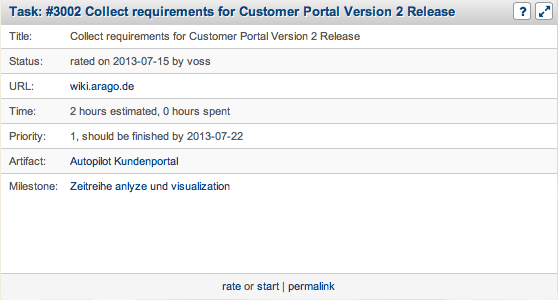 Task: #3002 Collect requirements for Customer Portal Version 2 Release ?
Title: Collect requirements for Customer Portal Version 2 Release
Status: rated on 2013-07-15 by voss
URL: wiki.arago.de
Time: 2 hours estimated, 0 hours spent
Priority: 1, should be finished by 2013-07-22
Artifact: Autopilot Kundenportal
Milestone: Zeitreihe anlyze und visualization
rate or start | permalink